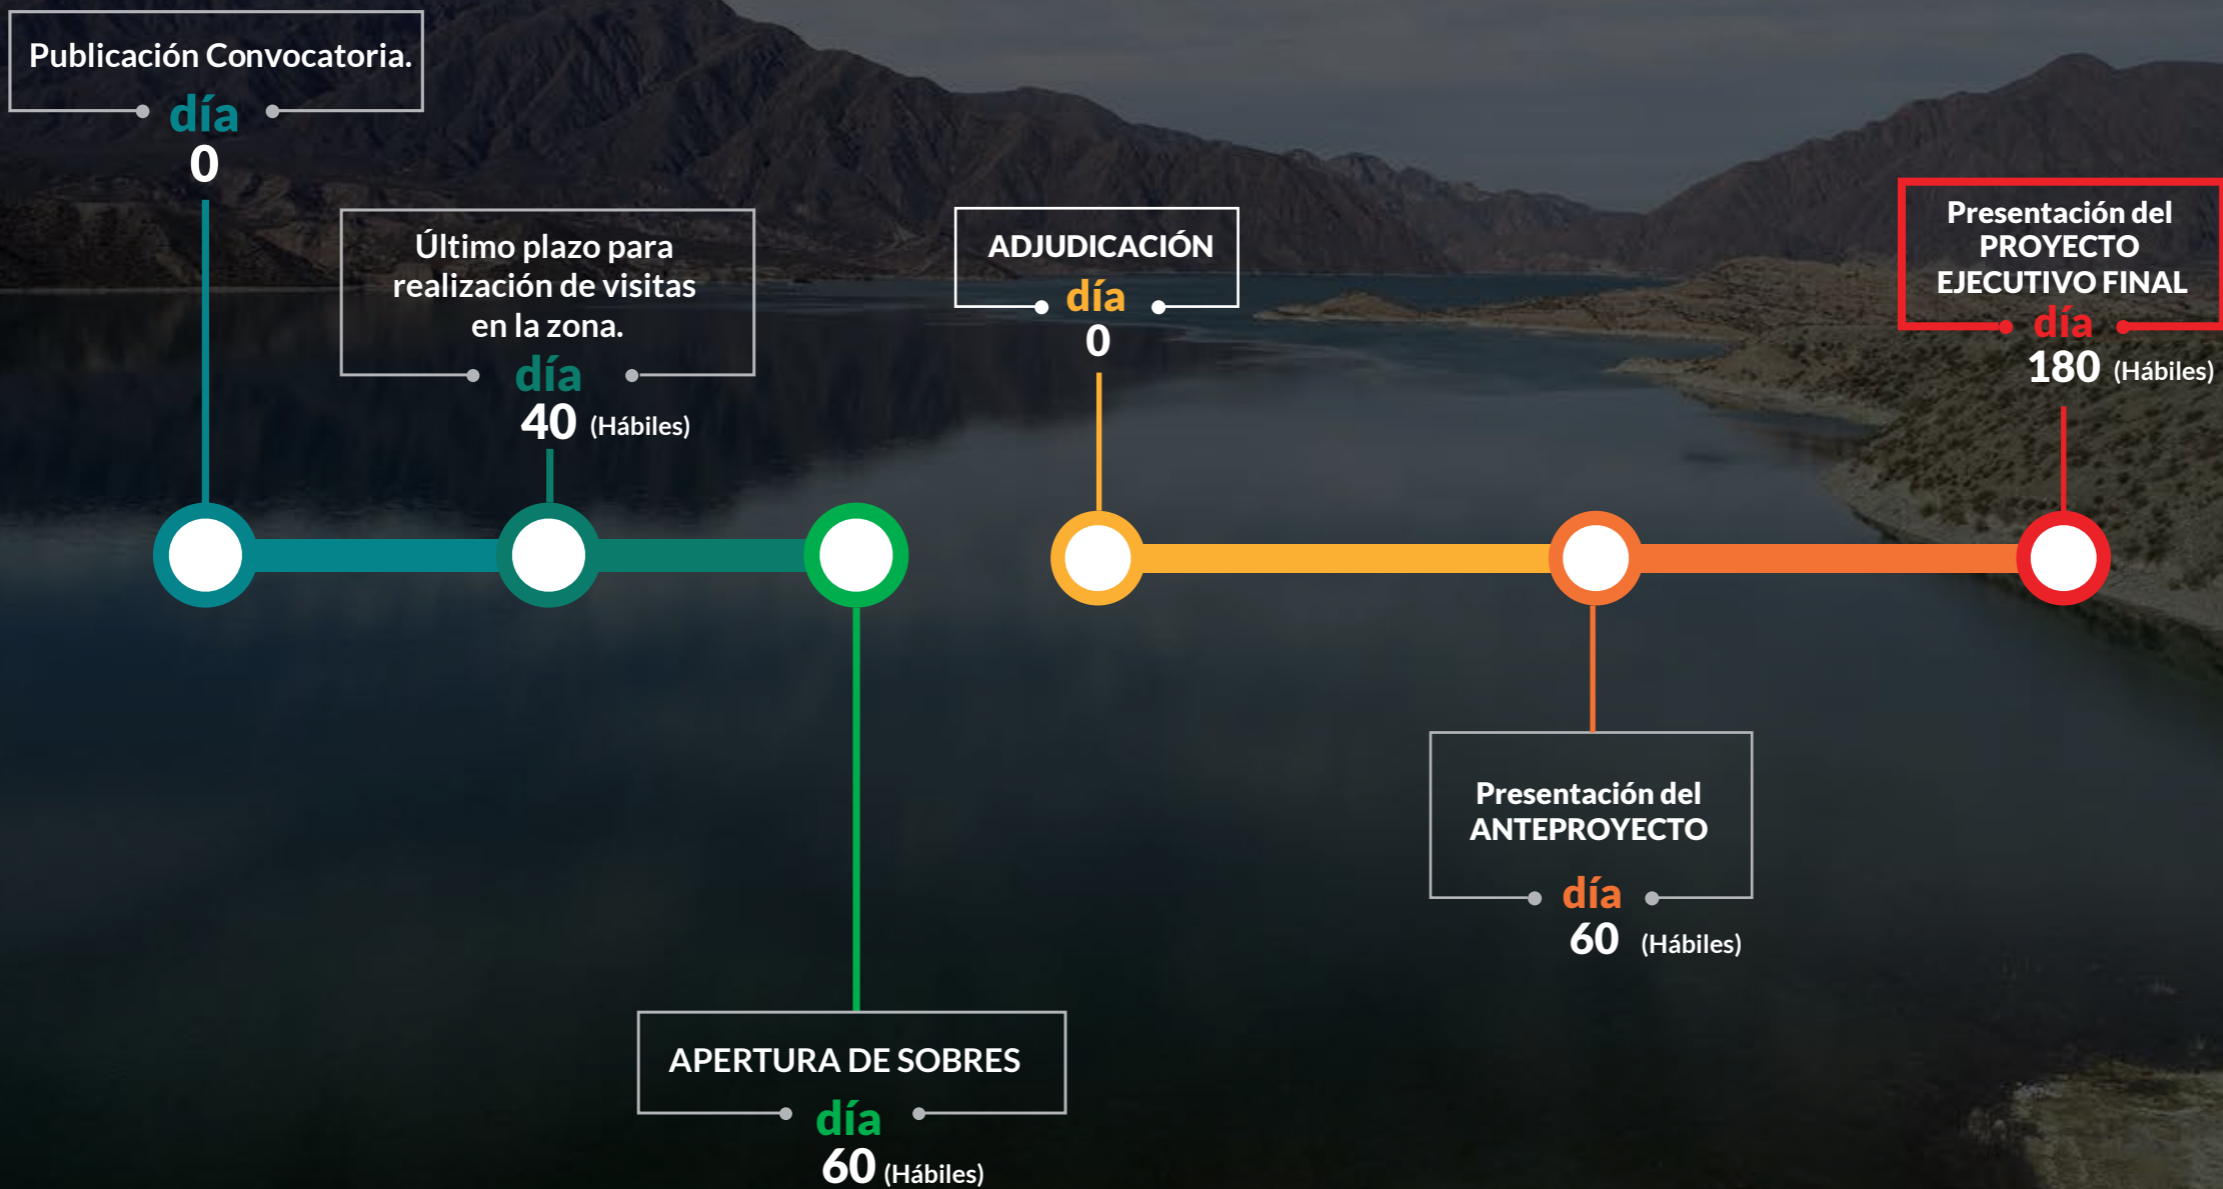 Publicación Convocatoria.
día
0
Último plazo para
realización de visitas
en la zona.
día
40 (Hábiles)
APERTURA DE SOBRES
día
60 (Hábiles)
ADJUDICACIÓN
día
0
Presentación del
ANTEPROYECTO
día
60 (Hábiles)
Presentación del
PROYECTO
EJECUTIVO FINAL
día
180 (Hábiles)